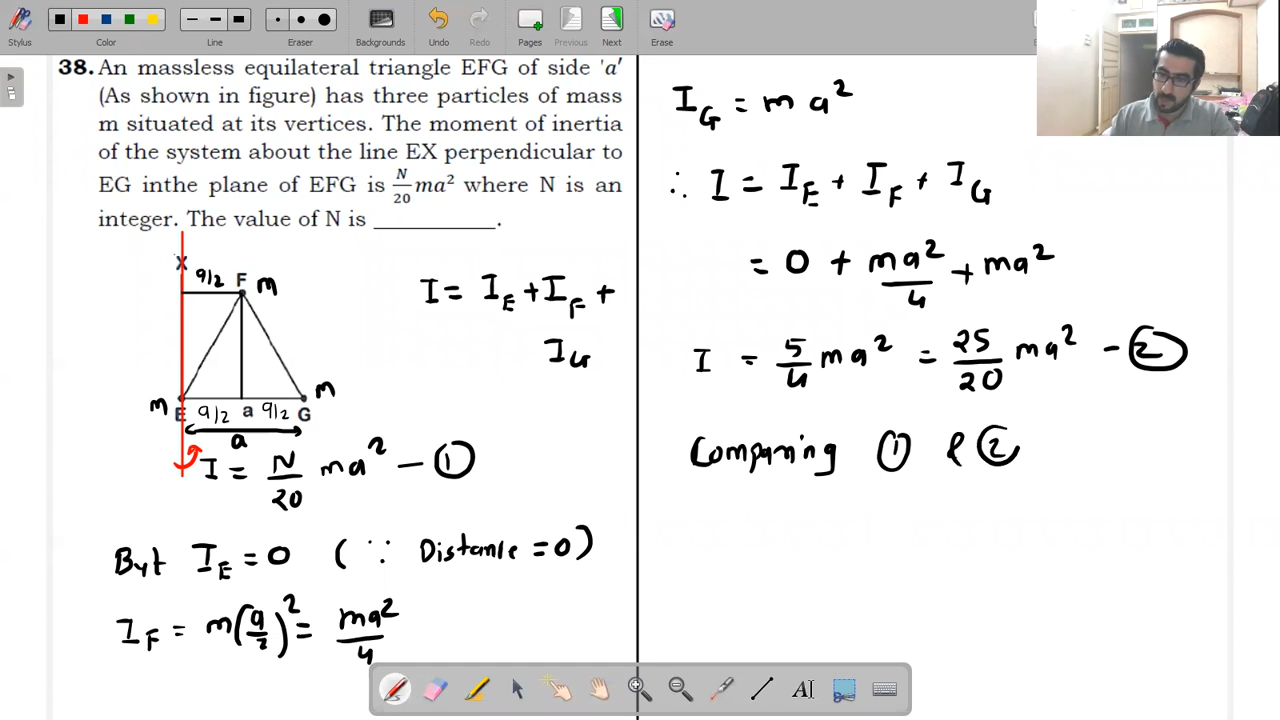 Stylus
Color
Line
Eraser
Backgrounds
Undo
Redo
Pages
Previous
Next
Erase
38. An massless equilateral triangle EFG of side 'a'
(As shown in figure) has three particles of mass
m situated at its vertices. The moment of inertia
of the system about the line EX perpendicular to
EG inthe plane of EFG is N/20 ma² where N is an
integer. The value of N is __________.
X
a/2 F m
m E a/2 a a/2 G m
a
I = I_E + I_F +
I_G
I = N/20 ma² – ①
But I_E = 0 (∵ Distance = 0)
I_F = m(a/2)² = ma²/4
I_G = ma²
∴ I = I_E + I_F + I_G
= 0 + ma²/4 + ma²
I = 5/4 ma² = 25/20 ma² – ②
Comparing ① & ②